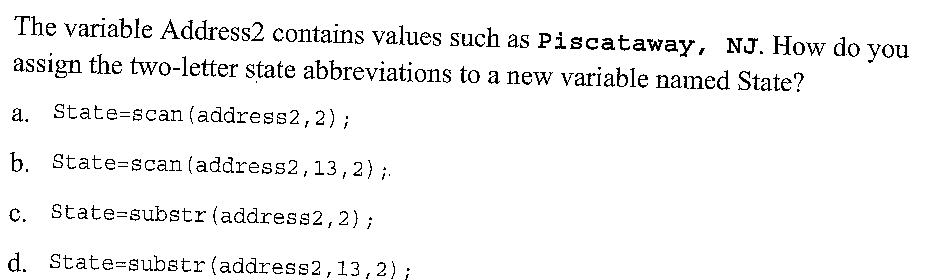 The variable Address2 contains values such as Piscataway, NJ. How do you
assign the two-letter state abbreviations to a new variable named State?
a. State=scan(address2,2);
b. State=scan(address2,13,2);
c. State=substr(address2,2);
d. State=substr(address2,13,2);